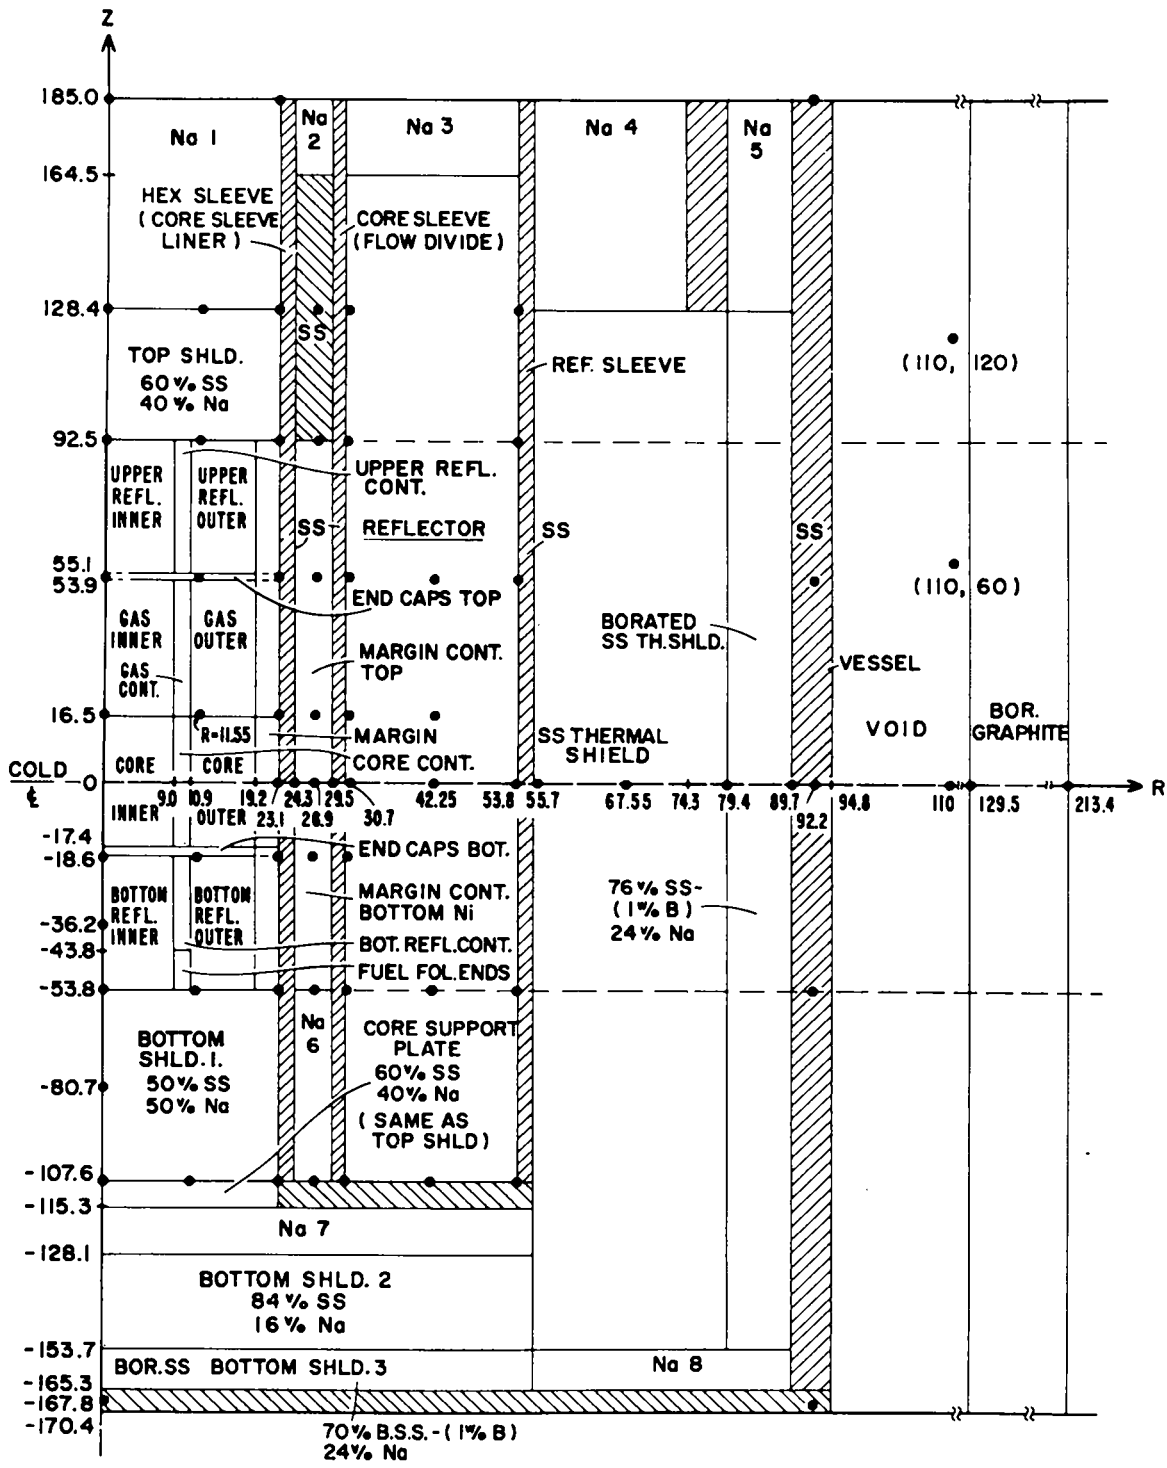 Z
185.0
Na 1
Na
2
Na 3
Na 4
Na
5
164.5
HEX SLEEVE
(CORE SLEEVE
LINER)
CORE SLEEVE
(FLOW DIVIDE)
128.4
SS
TOP SHLD.
60 v/o SS
40 v/o Na
REF. SLEEVE
(110, 120)
92.5
UPPER
REFL.
INNER
UPPER
REFL.
OUTER
UPPER REFL.
CONT.
SS
REFLECTOR
SS
SS
55.1
53.9
END CAPS TOP
(110, 60)
GAS
INNER
GAS
OUTER
GAS
CONT.
MARGIN CONT.
TOP
BORATED
SS TH. SHLD.
VESSEL
16.5
R=11.55
MARGIN
CORE CONT.
SS THERMAL
SHIELD
VOID
BOR.
GRAPHITE
CORE
CORE
COLD
℄
0
R
9.0
10.9
19.2
23.1
24.3
26.9
29.5
30.7
42.25
53.8
55.7
67.55
74.3
79.4
89.7
92.2
94.8
110
129.5
213.4
INNER
OUTER
-17.4
-18.6
END CAPS BOT.
BOTTOM
REFL.
INNER
BOTTOM
REFL.
OUTER
MARGIN CONT.
BOTTOM Ni
76 v/o SS-
(1 w/o B)
24 v/o Na
-36.2
-43.8
BOT. REFL. CONT.
FUEL FOL. ENDS
-53.8
BOTTOM
SHLD. 1.
50 v/o SS
50 v/o Na
Na
6
CORE SUPPORT
PLATE
60 v/o SS
40 v/o Na
(SAME AS
TOP SHLD)
-80.7
-107.6
-115.3
Na 7
-128.1
BOTTOM SHLD. 2
84 v/o SS
16 v/o Na
-153.7
BOR. SS BOTTOM SHLD. 3
Na 8
-165.3
-167.8
-170.4
70 v/o B.S.S.-(1 w/o B)
24 v/o Na